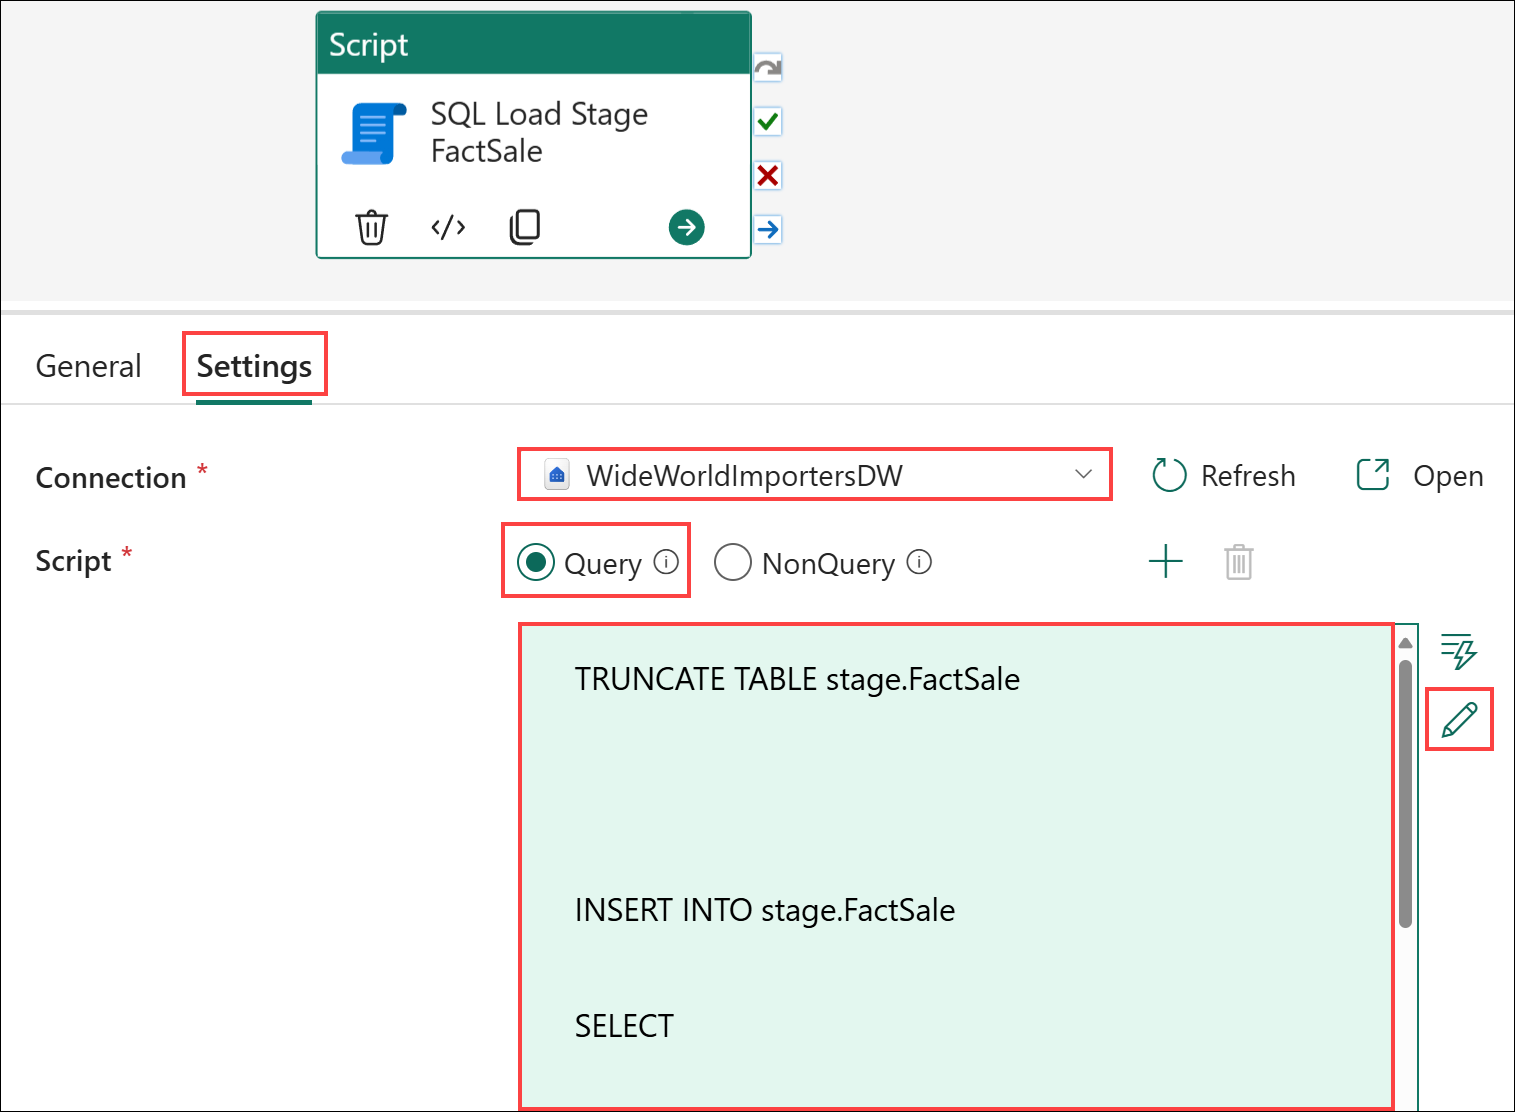 Script
SQL Load Stage
FactSale
General
Settings
Connection *
WideWorldImportersDW
Refresh
Open
Script *
Query
NonQuery
TRUNCATE TABLE stage.FactSale
INSERT INTO stage.FactSale
SELECT